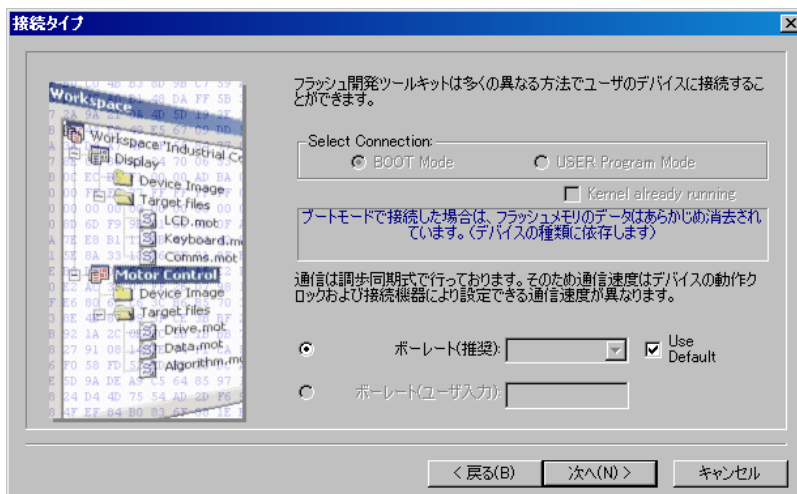 接続タイプ
フラッシュ開発ツールキットは多くの異なる方法でユーザのデバイスに接続するこ
とができます。
Select Connection:
BOOT Mode
USER Program Mode
Kernel already running
ブートモードで接続した場合は、フラッシュメモリのデータはあらかじめ消去され
ています。(デバイスの種類に依存します)
通信は調歩同期式で行っております。そのため通信速度はデバイスの動作ク
ロックおよび接続機器により設定できる通信速度が異なります。
ボーレート(推奨):
Use
Default
ボーレート(ユーザ入力):
Workspace
Workspace 'Industrial Co
Display
Device Image
Target Files
LCD.mot
Keyboard.m
Comms.mot
Motor Control
Device Image
Target Files
Drive.mot
Data.mot
Algorithm.mo
< 戻る(B)
次へ(N) >
キャンセル